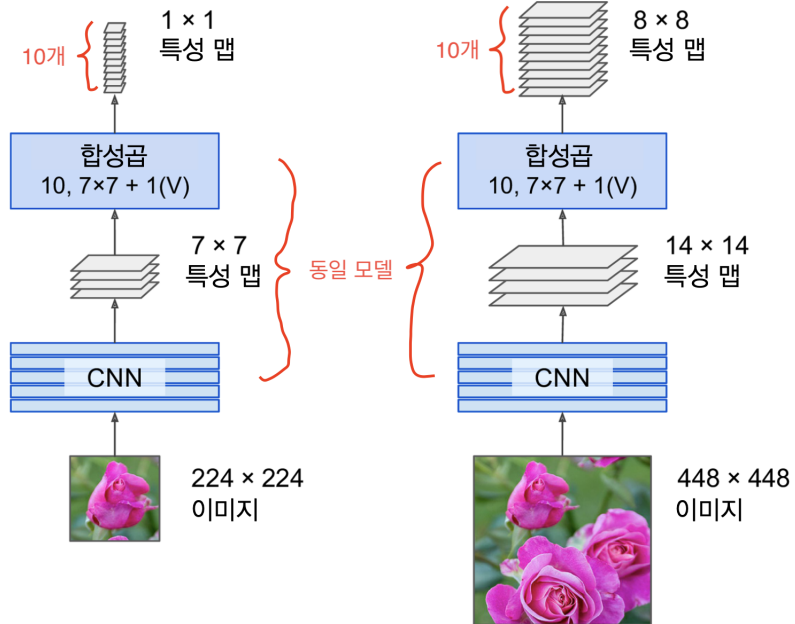 1 × 1
특성 맵
10개
합성곱
10, 7×7 + 1(V)
7 × 7
특성 맵
CNN
224 × 224
이미지
동일 모델
8 × 8
특성 맵
10개
합성곱
10, 7×7 + 1(V)
14 × 14
특성 맵
CNN
448 × 448
이미지